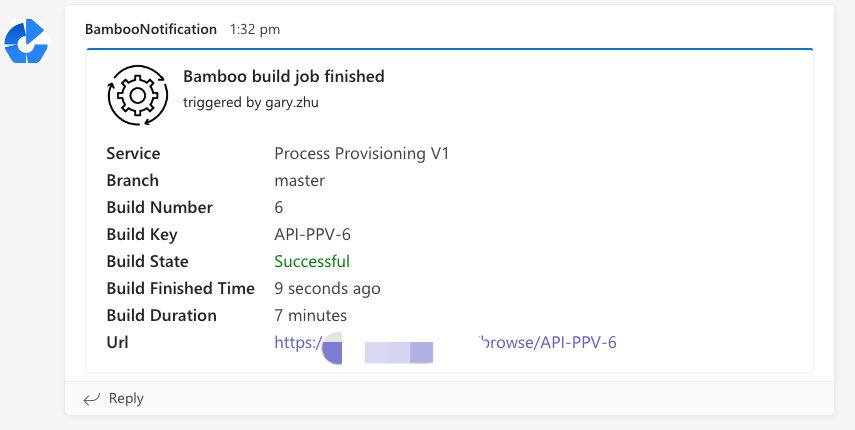 BambooNotification 1:32 pm
Bamboo build job finished
triggered by gary.zhu
Service Process Provisioning V1
Branch master
Build Number 6
Build Key API-PPV-6
Build State Successful
Build Finished Time 9 seconds ago
Build Duration 7 minutes
Url https:/ browse/API-PPV-6
Reply